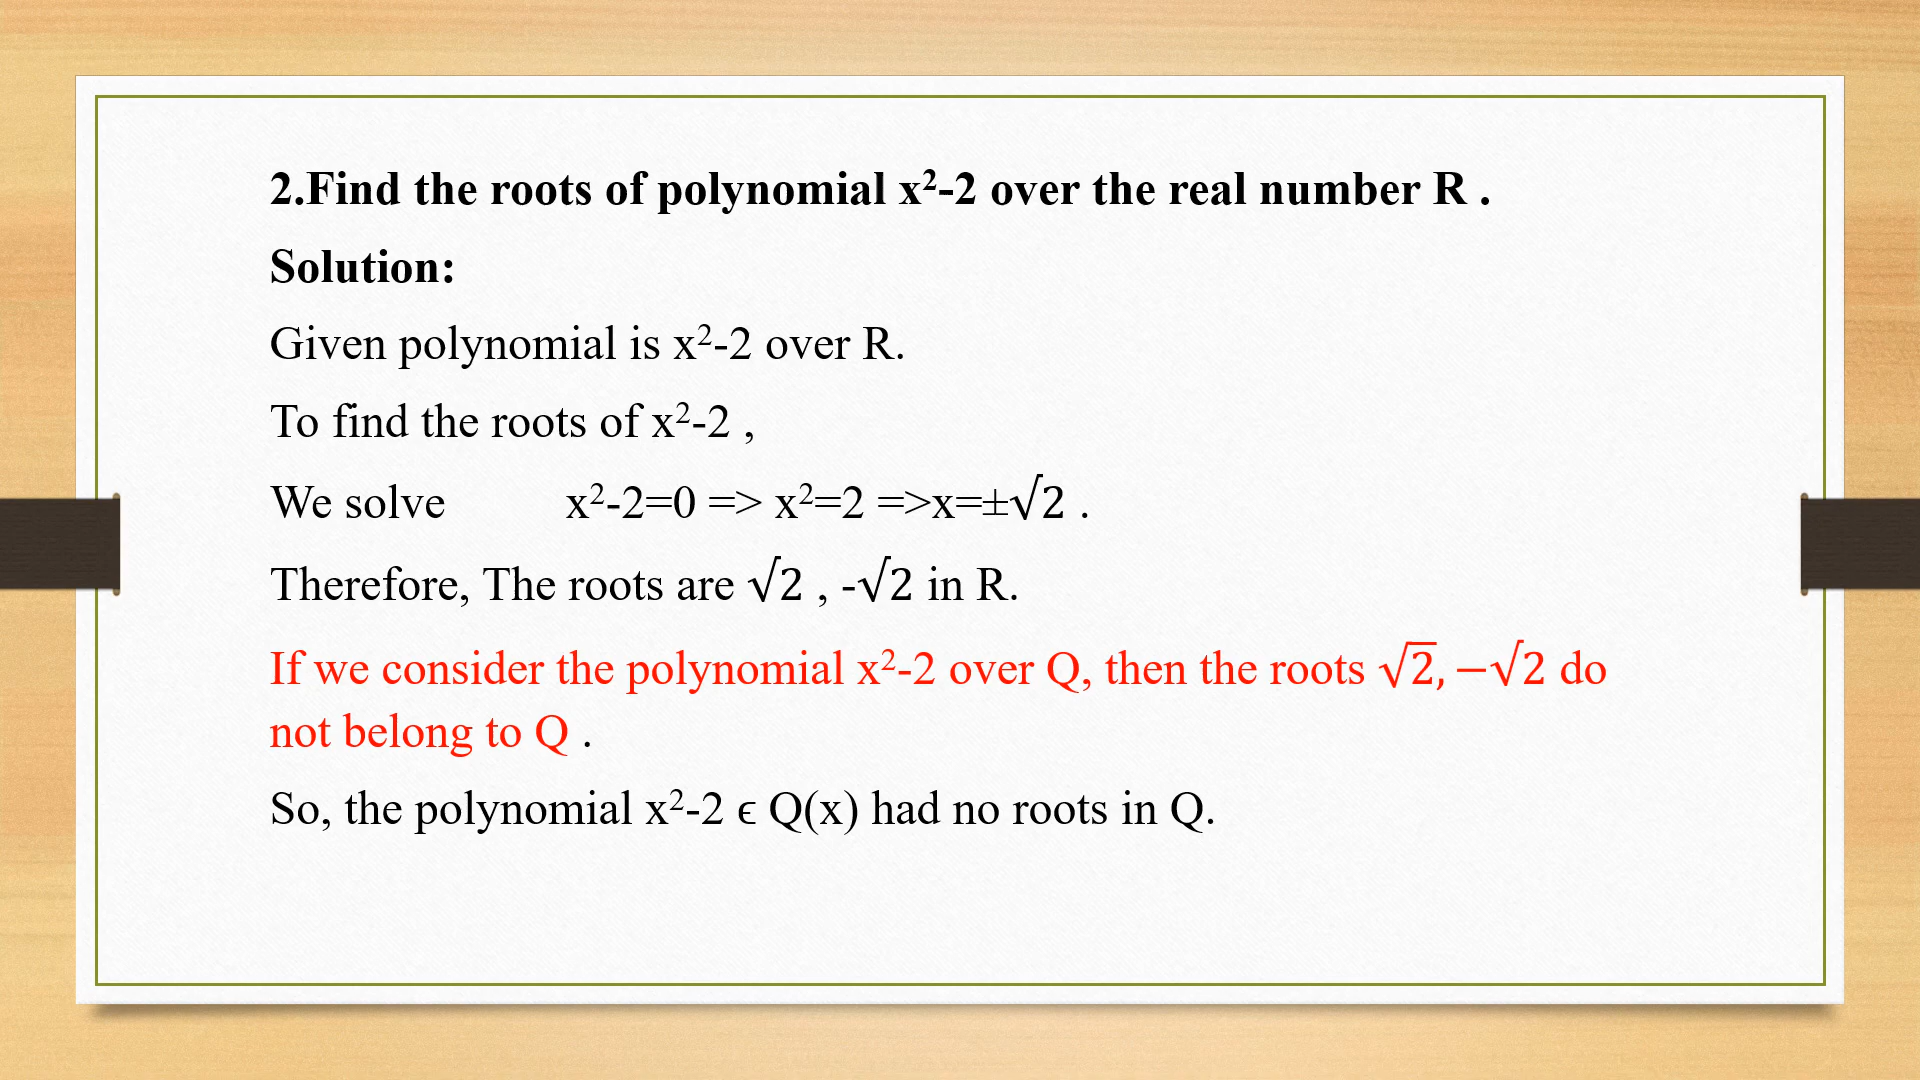 2.Find the roots of polynomial x²-2 over the real number R .
Solution:
Given polynomial is x²-2 over R.
To find the roots of x²-2 ,
We solve x²-2=0 => x²=2 =>x=±√2 .
Therefore, The roots are √2 , -√2 in R.
If we consider the polynomial x²-2 over Q, then the roots √2, −√2 do
not belong to Q .
So, the polynomial x²-2 ϵ Q(x) had no roots in Q.